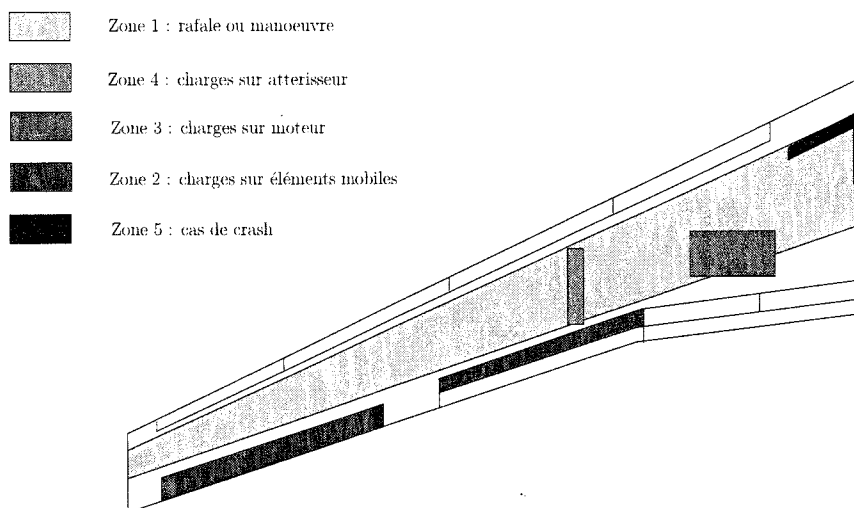 Zone 1 : rafale ou manoeuvre
Zone 4 : charges sur atterisseur
Zone 3 : charges sur moteur
Zone 2 : charges sur éléments mobiles
Zone 5 : cas de crash